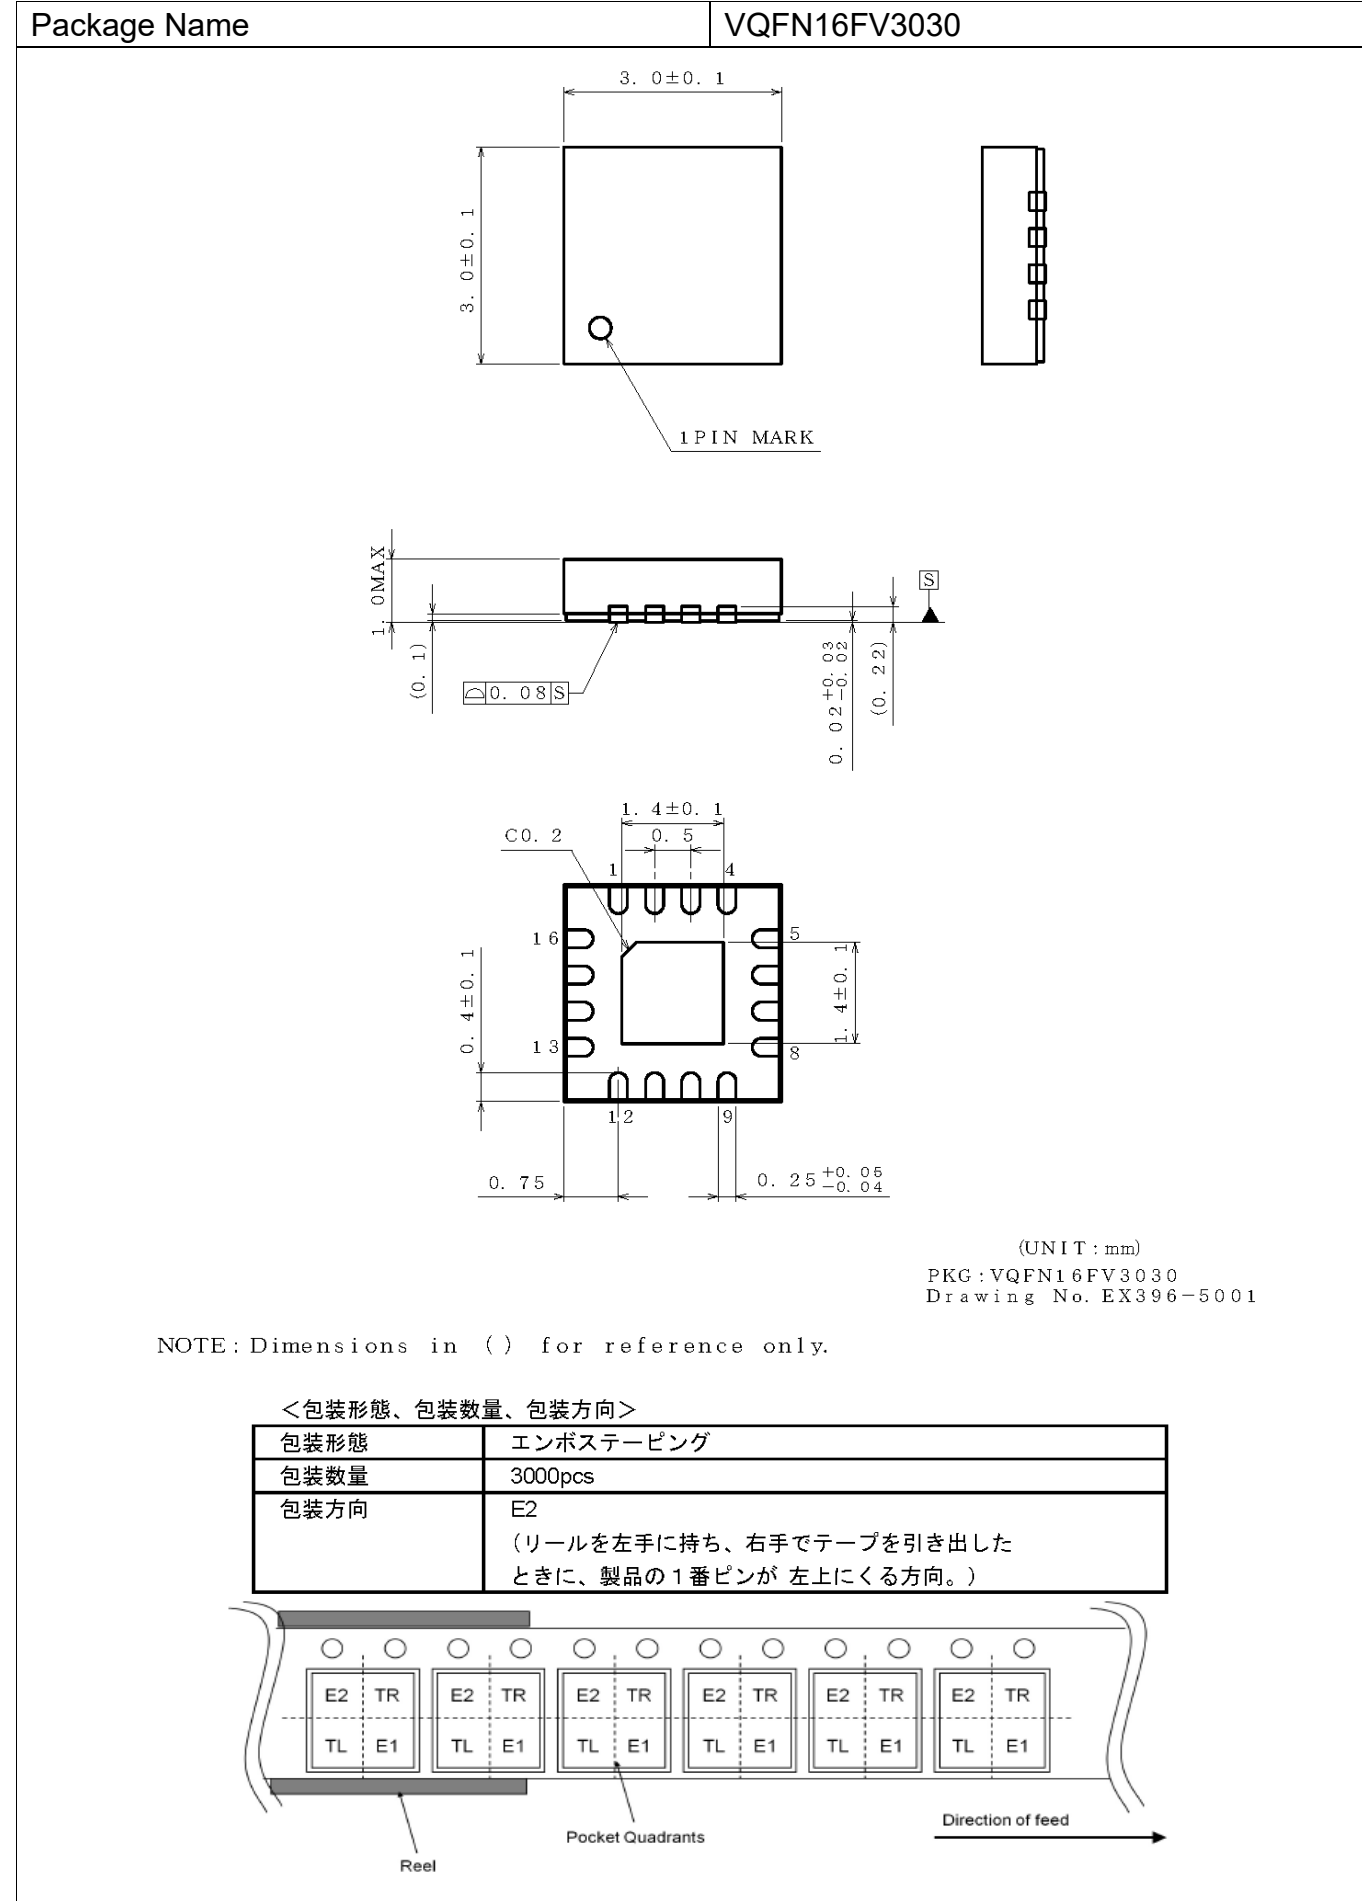 Package Name VQFN16FV3030
3. 0±0. 1
3. 0±0. 1
1PIN MARK
1. 0MAX
S
(0. 1)
0. 08 S
0. 02 +0. 03 −0. 02
(0. 22)
1. 4±0. 1
C0. 2
0. 5
1 4
16 5
0. 4±0. 1
1. 4±0. 1
13 8
12 9
0. 75
0. 25 +0. 05 −0. 04
(UNIT : mm)
PKG : VQFN16FV3030
Drawing No. EX396−5001
NOTE : Dimensions in ( ) for reference only.
＜包装形態、包装数量、包装方向＞
包装形態 エンボステーピング
包装数量 3000pcs
包装方向 E2
（リールを左手に持ち、右手でテープを引き出した
ときに、製品の１番ピンが 左上にくる方向。）
E2 TR E2 TR E2 TR E2 TR E2 TR E2 TR
TL E1 TL E1 TL E1 TL E1 TL E1 TL E1
Direction of feed
Pocket Quadrants
Reel